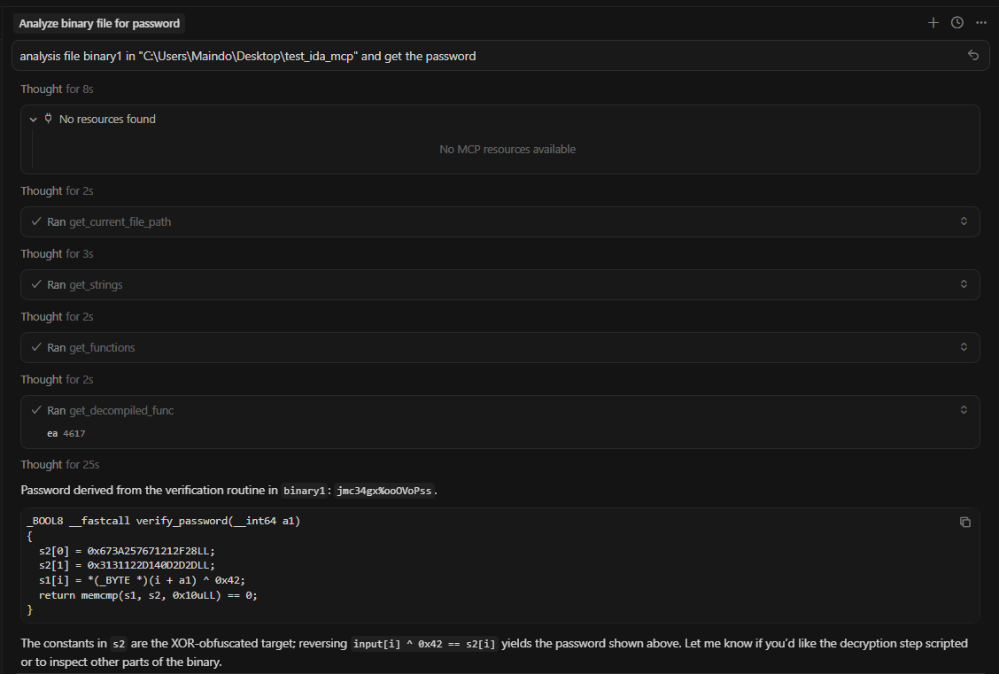 Analyze binary file for password
analysis file binary1 in "C:\Users\Maindo\Desktop\test_ida_mcp" and get the password
Thought for 8s
No resources found
No MCP resources available
Thought for 2s
Ran get_current_file_path
Thought for 3s
Ran get_strings
Thought for 2s
Ran get_functions
Thought for 2s
Ran get_decompiled_func
ea 4617
Thought for 25s
Password derived from the verification routine in binary1: jmc34gx%ooOVoPss.
_BOOL8 __fastcall verify_password(__int64 a1)
{
s2[0] = 0x673A257671212F28LL;
s2[1] = 0x3131122D140D2D2DLL;
s1[i] = *(_BYTE *)(i + a1) ^ 0x42;
return memcmp(s1, s2, 0x10uLL) == 0;
}
The constants in s2 are the XOR-obfuscated target; reversing input[i] ^ 0x42 == s2[i] yields the password shown above. Let me know if you'd like the decryption step scripted
or to inspect other parts of the binary.